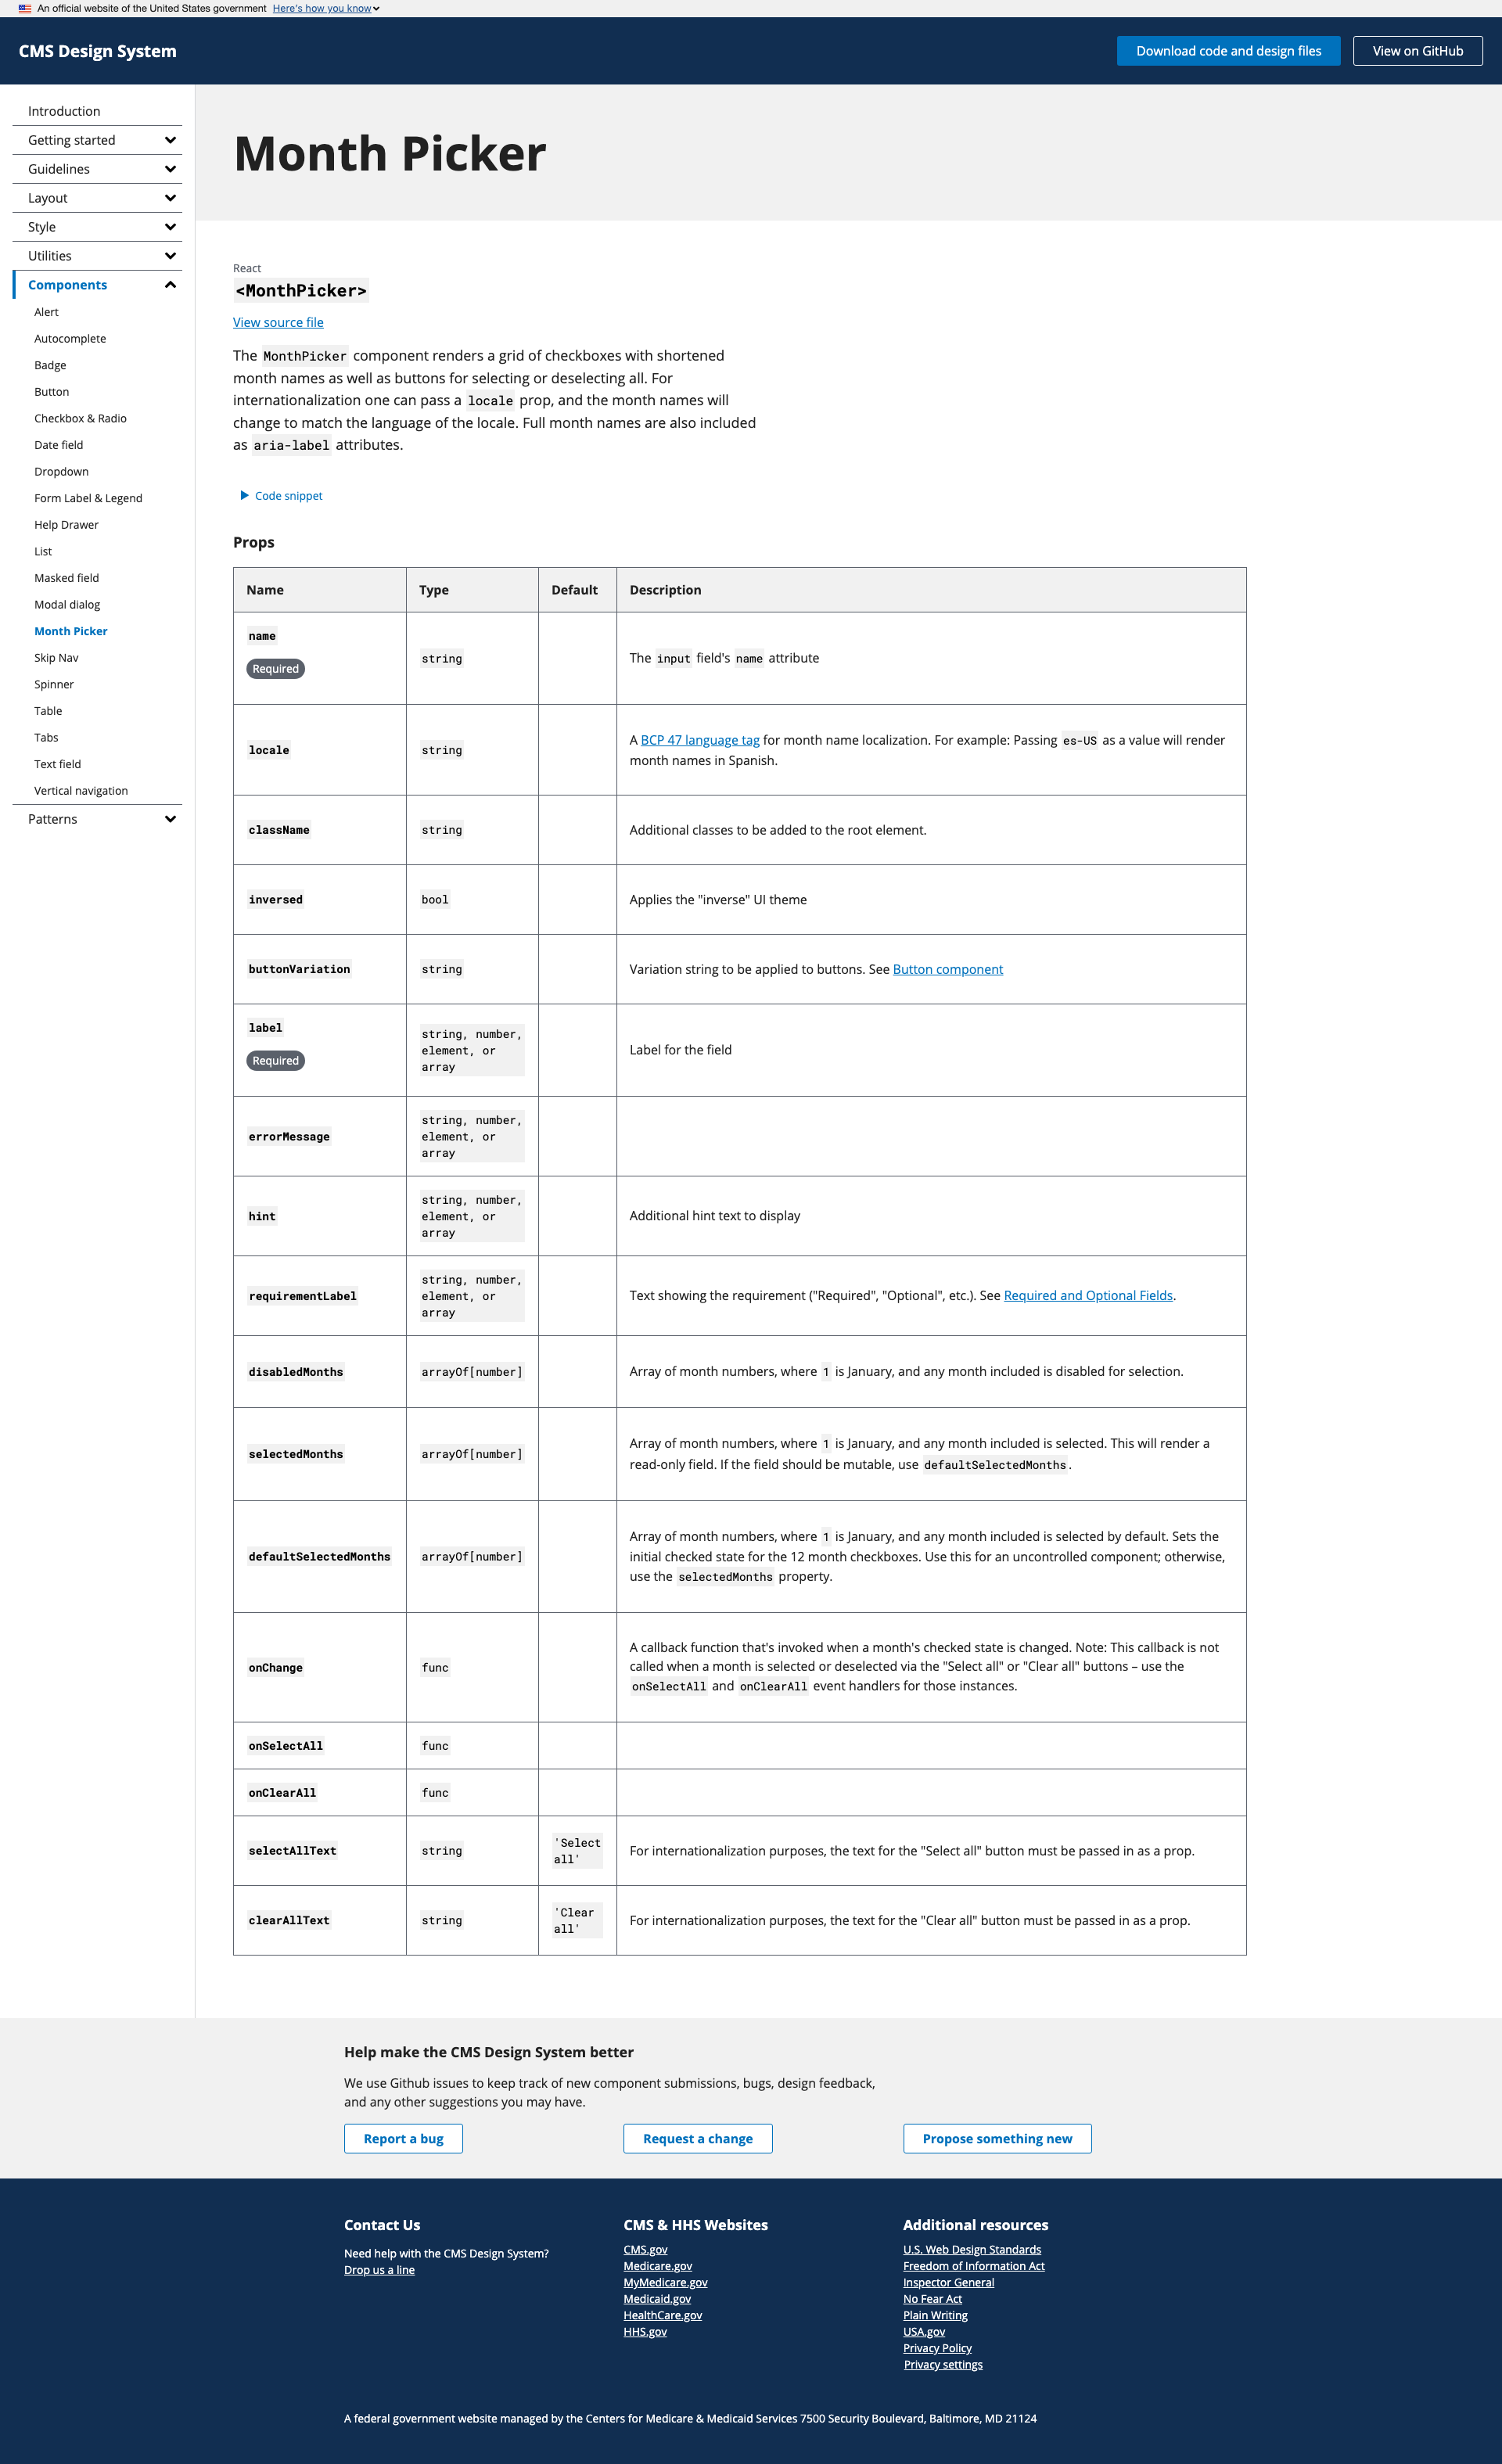 An official website of the United States government Here's how you know
CMS Design System
Download code and design files
View on GitHub
Introduction
Getting started
Guidelines
Layout
Style
Utilities
Components
Alert
Autocomplete
Badge
Button
Checkbox & Radio
Date field
Dropdown
Form Label & Legend
Help Drawer
List
Masked field
Modal dialog
Month Picker
Skip Nav
Spinner
Table
Tabs
Text field
Vertical navigation
Patterns
Month Picker
React
<MonthPicker>
View source file
The MonthPicker component renders a grid of checkboxes with shortened
month names as well as buttons for selecting or deselecting all. For
internationalization one can pass a locale prop, and the month names will
change to match the language of the locale. Full month names are also included
as aria-label attributes.
Code snippet
Props
Name Type Default Description
name
Required
string
The input field's name attribute
locale
string
A BCP 47 language tag for month name localization. For example: Passing es-US as a value will render
month names in Spanish.
className
string
Additional classes to be added to the root element.
inversed
bool
Applies the "inverse" UI theme
buttonVariation
string
Variation string to be applied to buttons. See Button component
label
Required
string, number,
element, or
array
Label for the field
errorMessage
string, number,
element, or
array
hint
string, number,
element, or
array
Additional hint text to display
requirementLabel
string, number,
element, or
array
Text showing the requirement ("Required", "Optional", etc.). See Required and Optional Fields.
disabledMonths
arrayOf[number]
Array of month numbers, where 1 is January, and any month included is disabled for selection.
selectedMonths
arrayOf[number]
Array of month numbers, where 1 is January, and any month included is selected. This will render a
read-only field. If the field should be mutable, use defaultSelectedMonths.
defaultSelectedMonths
arrayOf[number]
Array of month numbers, where 1 is January, and any month included is selected by default. Sets the
initial checked state for the 12 month checkboxes. Use this for an uncontrolled component; otherwise,
use the selectedMonths property.
onChange
func
A callback function that's invoked when a month's checked state is changed. Note: This callback is not
called when a month is selected or deselected via the "Select all" or "Clear all" buttons – use the
onSelectAll and onClearAll event handlers for those instances.
onSelectAll
func
onClearAll
func
selectAllText
string
'Select
all'
For internationalization purposes, the text for the "Select all" button must be passed in as a prop.
clearAllText
string
'Clear
all'
For internationalization purposes, the text for the "Clear all" button must be passed in as a prop.
Help make the CMS Design System better
We use Github issues to keep track of new component submissions, bugs, design feedback,
and any other suggestions you may have.
Report a bug
Request a change
Propose something new
Contact Us
Need help with the CMS Design System?
Drop us a line
CMS & HHS Websites
CMS.gov
Medicare.gov
MyMedicare.gov
Medicaid.gov
HealthCare.gov
HHS.gov
Additional resources
U.S. Web Design Standards
Freedom of Information Act
Inspector General
No Fear Act
Plain Writing
USA.gov
Privacy Policy
Privacy settings
A federal government website managed by the Centers for Medicare & Medicaid Services 7500 Security Boulevard, Baltimore, MD 21124